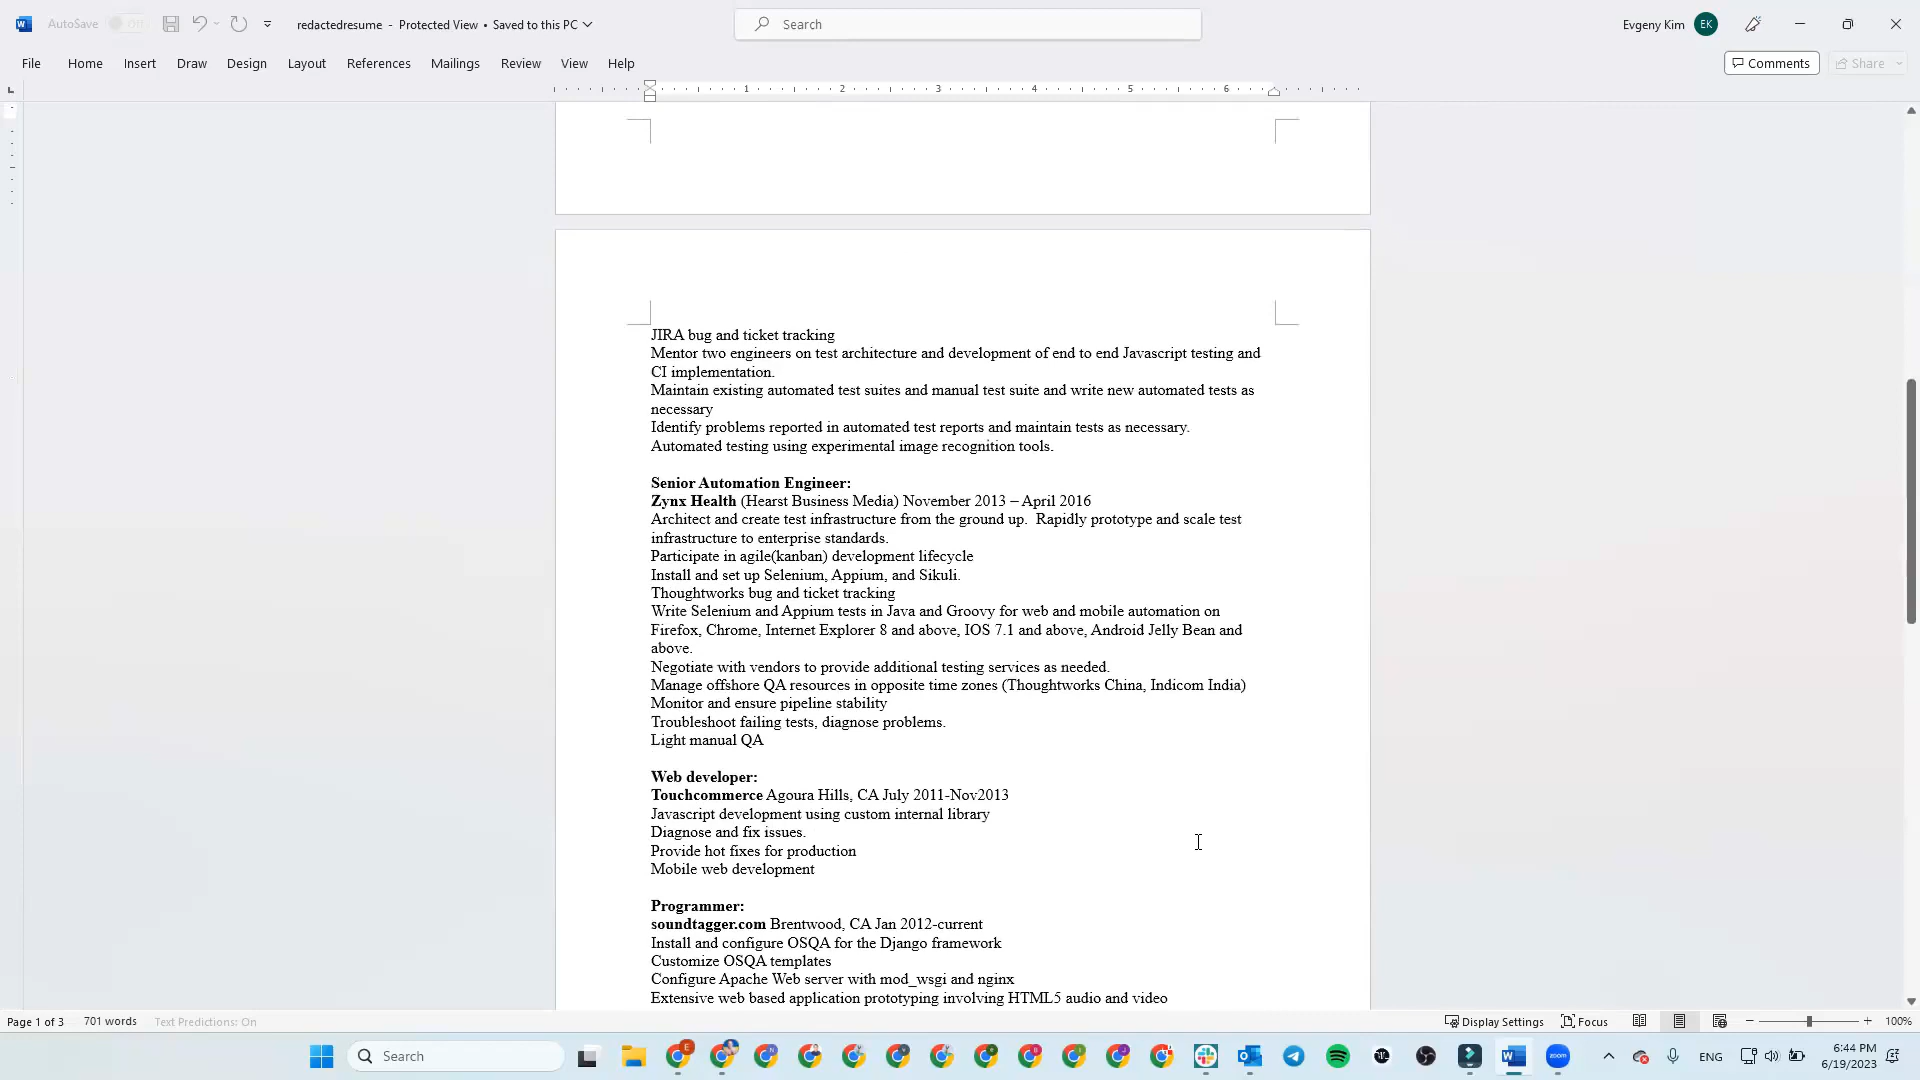 AutoSave Off redactedresume - Protected View • Saved to this PC Search Evgeny Kim EK
File Home Insert Draw Design Layout References Mailings Review View Help Comments Share
1 2 3 4 5 6
JIRA bug and ticket tracking
Mentor two engineers on test architecture and development of end to end Javascript testing and
CI implementation.
Maintain existing automated test suites and manual test suite and write new automated tests as
necessary
Identify problems reported in automated test reports and maintain tests as necessary.
Automated testing using experimental image recognition tools.
Senior Automation Engineer:
Zynx Health (Hearst Business Media) November 2013 – April 2016
Architect and create test infrastructure from the ground up.  Rapidly prototype and scale test
infrastructure to enterprise standards.
Participate in agile(kanban) development lifecycle
Install and set up Selenium, Appium, and Sikuli.
Thoughtworks bug and ticket tracking
Write Selenium and Appium tests in Java and Groovy for web and mobile automation on
Firefox, Chrome, Internet Explorer 8 and above, IOS 7.1 and above, Android Jelly Bean and
above.
Negotiate with vendors to provide additional testing services as needed.
Manage offshore QA resources in opposite time zones (Thoughtworks China, Indicom India)
Monitor and ensure pipeline stability
Troubleshoot failing tests, diagnose problems.
Light manual QA
Web developer:
Touchcommerce Agoura Hills, CA July 2011-Nov2013
Javascript development using custom internal library
Diagnose and fix issues.
Provide hot fixes for production
Mobile web development
Programmer:
soundtagger.com Brentwood, CA Jan 2012-current
Install and configure OSQA for the Django framework
Customize OSQA templates
Configure Apache Web server with mod_wsgi and nginx
Extensive web based application prototyping involving HTML5 audio and video
Page 1 of 3 701 words Text Predictions: On Display Settings Focus 100%
Search ENG 6:44 PM
6/19/2023